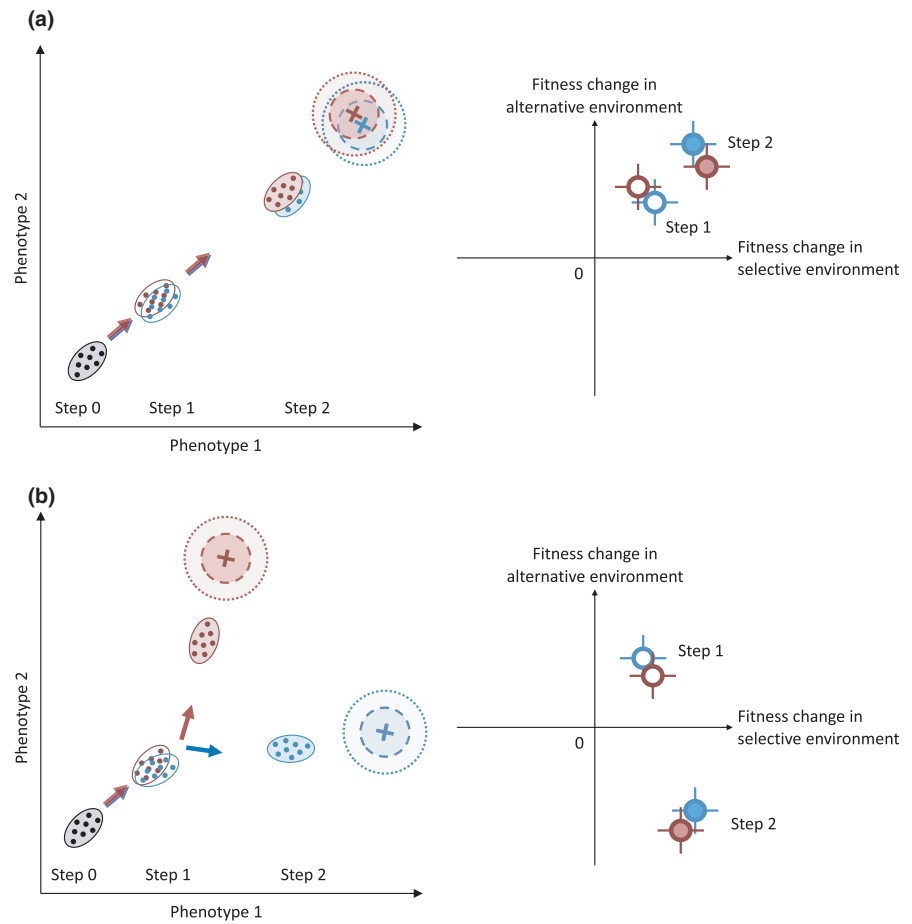 (a)
Phenotype 2
Step 0
Step 1
Step 2
Phenotype 1
Fitness change in
alternative environment
Step 2
Step 1
0
Fitness change in
selective environment
(b)
Phenotype 2
Step 0
Step 1
Step 2
Phenotype 1
Fitness change in
alternative environment
Step 1
0
Fitness change in
selective environment
Step 2